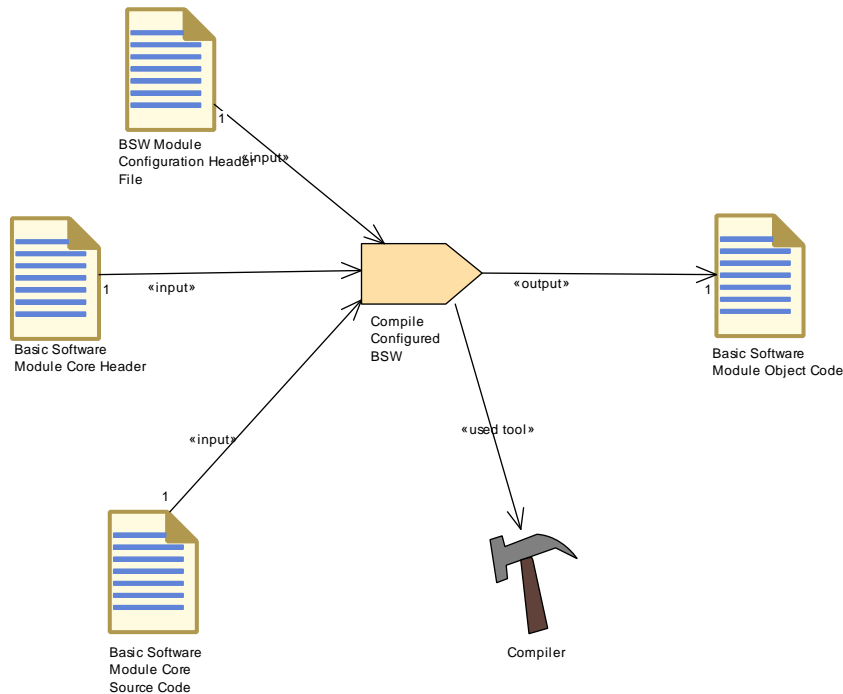 1
BSW Module
Configuration Header
File
«input»
1
«input»
Basic Software
Module Core Header
Compile
Configured
BSW
«output»
1
Basic Software
Module Object Code
«input»
1
«used tool»
Basic Software
Module Core
Source Code
Compiler